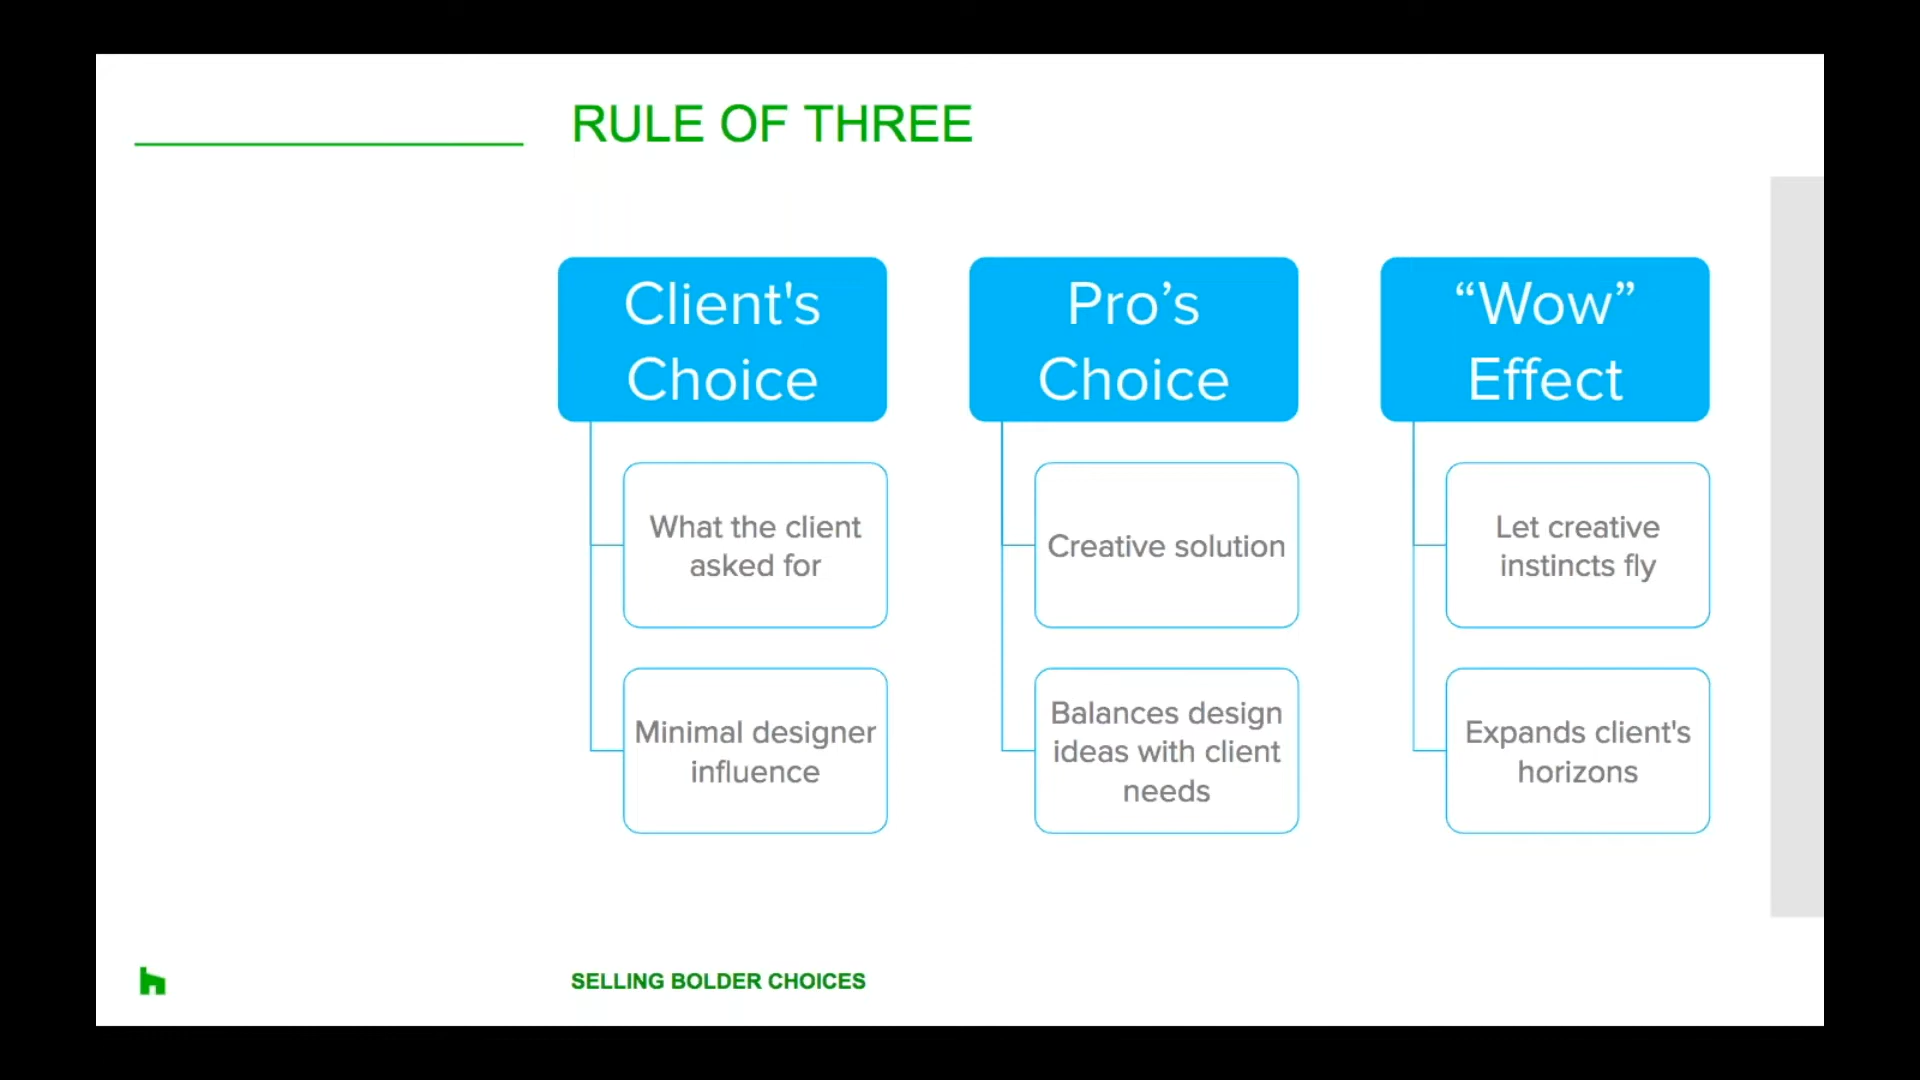 RULE OF THREE
Client's
Choice
What the client
asked for
Minimal designer
influence
Pro’s
Choice
Creative solution
Balances design
ideas with client
needs
“Wow”
Effect
Let creative
instincts fly
Expands client's
horizons
SELLING BOLDER CHOICES